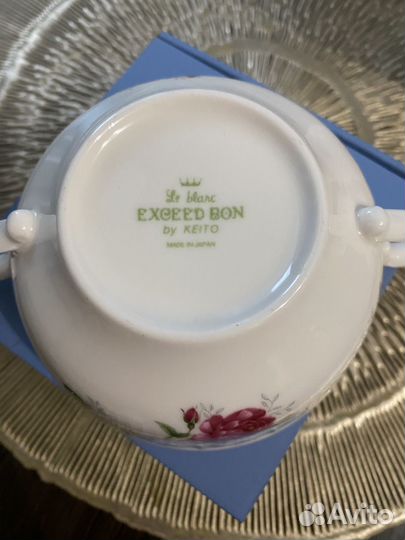 Le blanc
EXCEED BON
by KEITO
MADE IN JAPAN
Avito